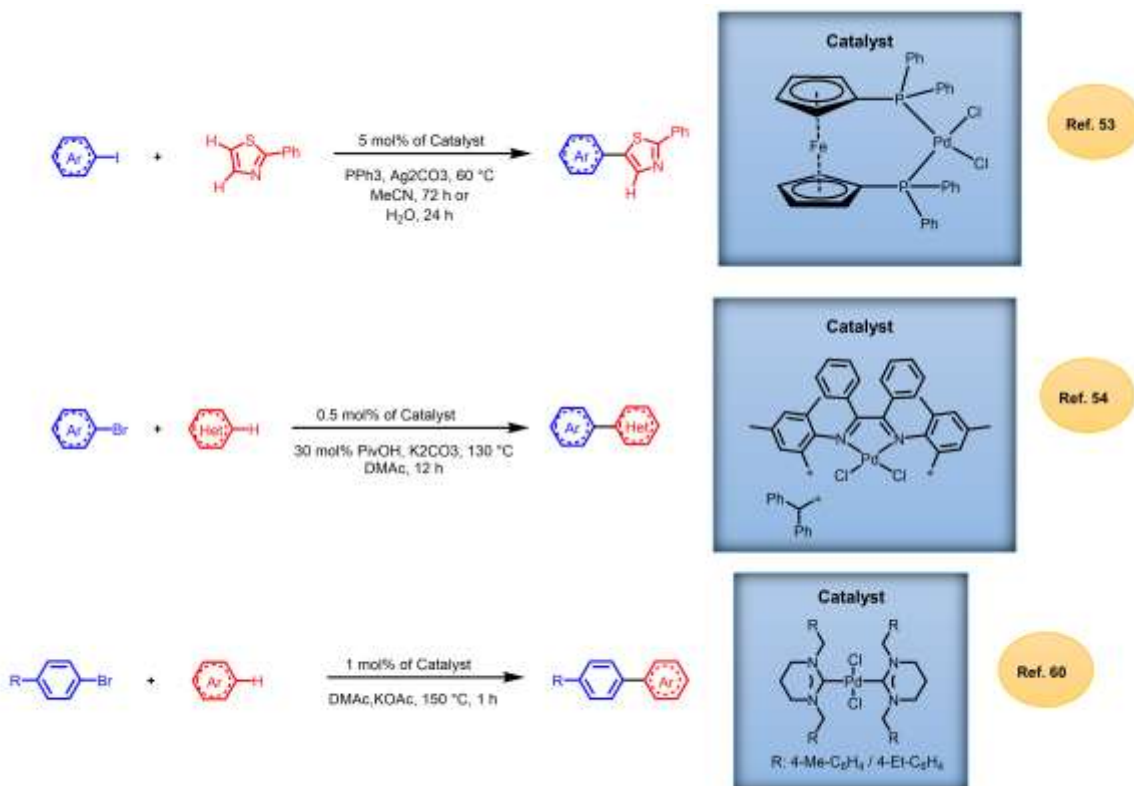 Ar
I
+
H
H
S
N
Ph
5 mol% of Catalyst
PPh3, Ag2CO3, 60 °C
MeCN, 72 h or
H₂O, 24 h
Ar
S
N
Ph
H
Catalyst
Ph
P
Ph
Fe
Pd
Cl
Cl
P
Ph
Ph
Ref. 53
Ar
Br
+
Het
H
0.5 mol% of Catalyst
30 mol% PivOH, K2CO3, 130 °C
DMAc, 12 h
Ar
Het
Catalyst
N
N
Pd
Cl
Cl
*
*
Ph
*
Ph
Ref. 54
R
Br
+
Ar
H
1 mol% of Catalyst
DMAc,KOAc, 150 °C, 1 h
R
Ar
Catalyst
R
R
N
Cl
N
Pd
N
Cl
N
R
R
R: 4-Me-C₆H₄ / 4-Et-C₆H₄
Ref. 60